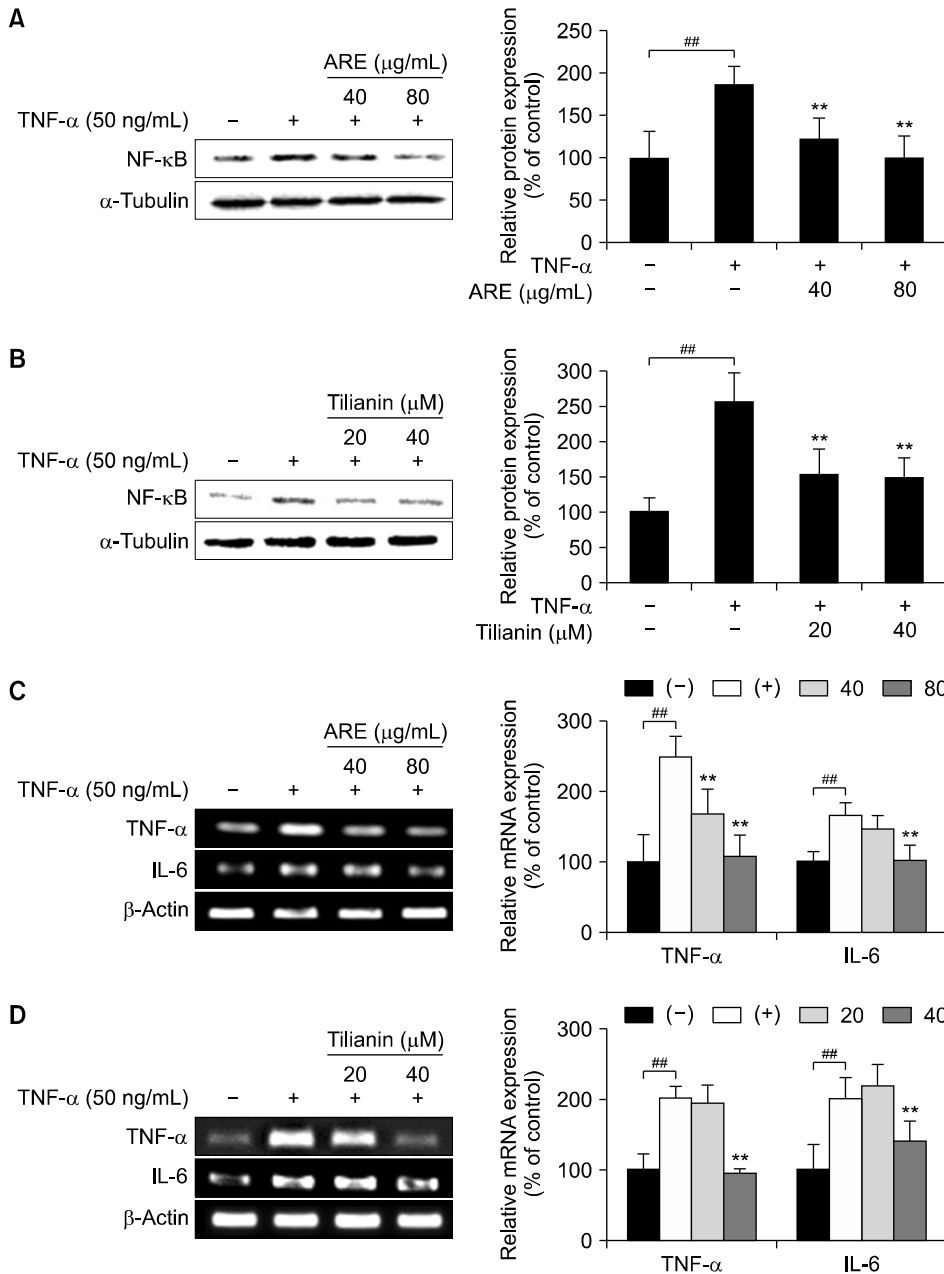 A
ARE (μg/mL)
40 80
TNF-α (50 ng/mL) − + + +
NF-κB
α-Tubulin
Relative protein expression
(% of control)
250
200
150
100
50
0
##
**
**
TNF-α − + + +
ARE (μg/mL) − − 40 80
B
Tilianin (μM)
20 40
TNF-α (50 ng/mL) − + + +
NF-κB
α-Tubulin
Relative protein expression
(% of control)
300
250
200
150
100
50
0
##
**
**
TNF-α − + + +
Tilianin (μM) − − 20 40
C
ARE (μg/mL)
40 80
TNF-α (50 ng/mL) − + + +
TNF-α
IL-6
β-Actin
(−) (+) 40 80
Relative mRNA expression
(% of control)
300
200
100
0
##
**
**
##
**
TNF-α IL-6
D
Tilianin (μM)
20 40
TNF-α (50 ng/mL) − + + +
TNF-α
IL-6
β-Actin
(−) (+) 20 40
Relative mRNA expression
(% of control)
300
200
100
0
##
**
##
**
TNF-α IL-6